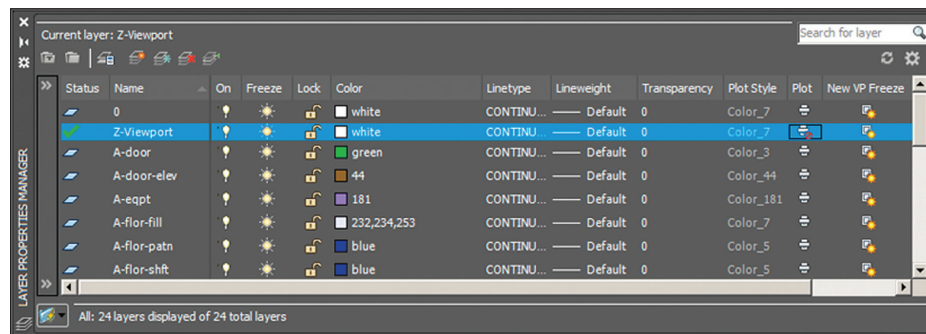 Current layer: Z-Viewport
Search for layer
Status Name On Freeze Lock Color Linetype Lineweight Transparency Plot Style Plot New VP Freeze
0 white CONTINU... Default 0 Color_7
Z-Viewport white CONTINU... Default 0 Color_7
A-door green CONTINU... Default 0 Color_3
A-door-elev 44 CONTINU... Default 0 Color_44
A-eqpt 181 CONTINU... Default 0 Color_181
A-flor-fill 232,234,253 CONTINU... Default 0 Color_7
A-flor-patn blue CONTINU... Default 0 Color_5
A-flor-shft blue CONTINU... Default 0 Color_5
LAYER PROPERTIES MANAGER
All: 24 layers displayed of 24 total layers